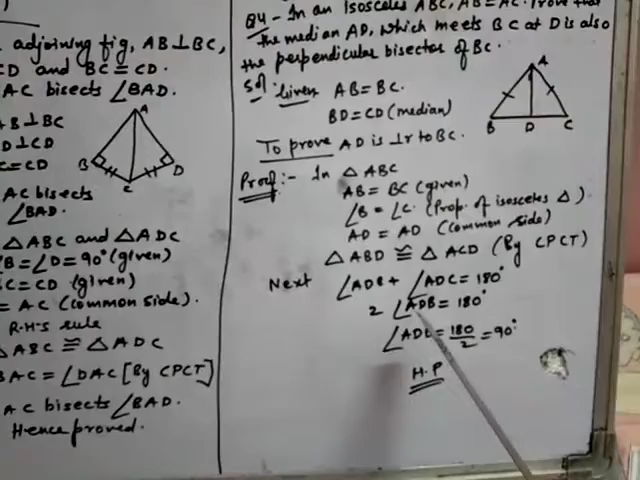 adjoining fig, AB⊥BC,
CD and BC = CD.
AC bisects ∠BAD.
AB⊥BC
D⊥CD
C = CD
AC bisects
∠BAD.
△ABC and △ADC
∠B = ∠D = 90° (given)
C = CD (given)
= AC (common side).
R.H.S rule
△ABC ≅ △ADC
BAC = ∠DAC [By CPCT]
AC bisects ∠BAD.
Hence proved.
A
B
D
C
Q4 - In an isosceles ABC, AB = AC. Prove that
the median AD, which meets BC at D is also
the perpendicular bisector of BC.
Sol Given AB = BC.
BD = CD (median)
To prove AD is ⊥r to BC.
A
B D C
Proof:- In △ABC
AB = BC (given)
∠B = ∠C. (Prop. of isosceles △).
AD = AD (common side)
△ABD ≅ △ACD (By CPCT)
Next ∠ADB + ∠ADC = 180°
2 ∠ADB = 180°
∠ADB = 180/2 = 90°
H.P